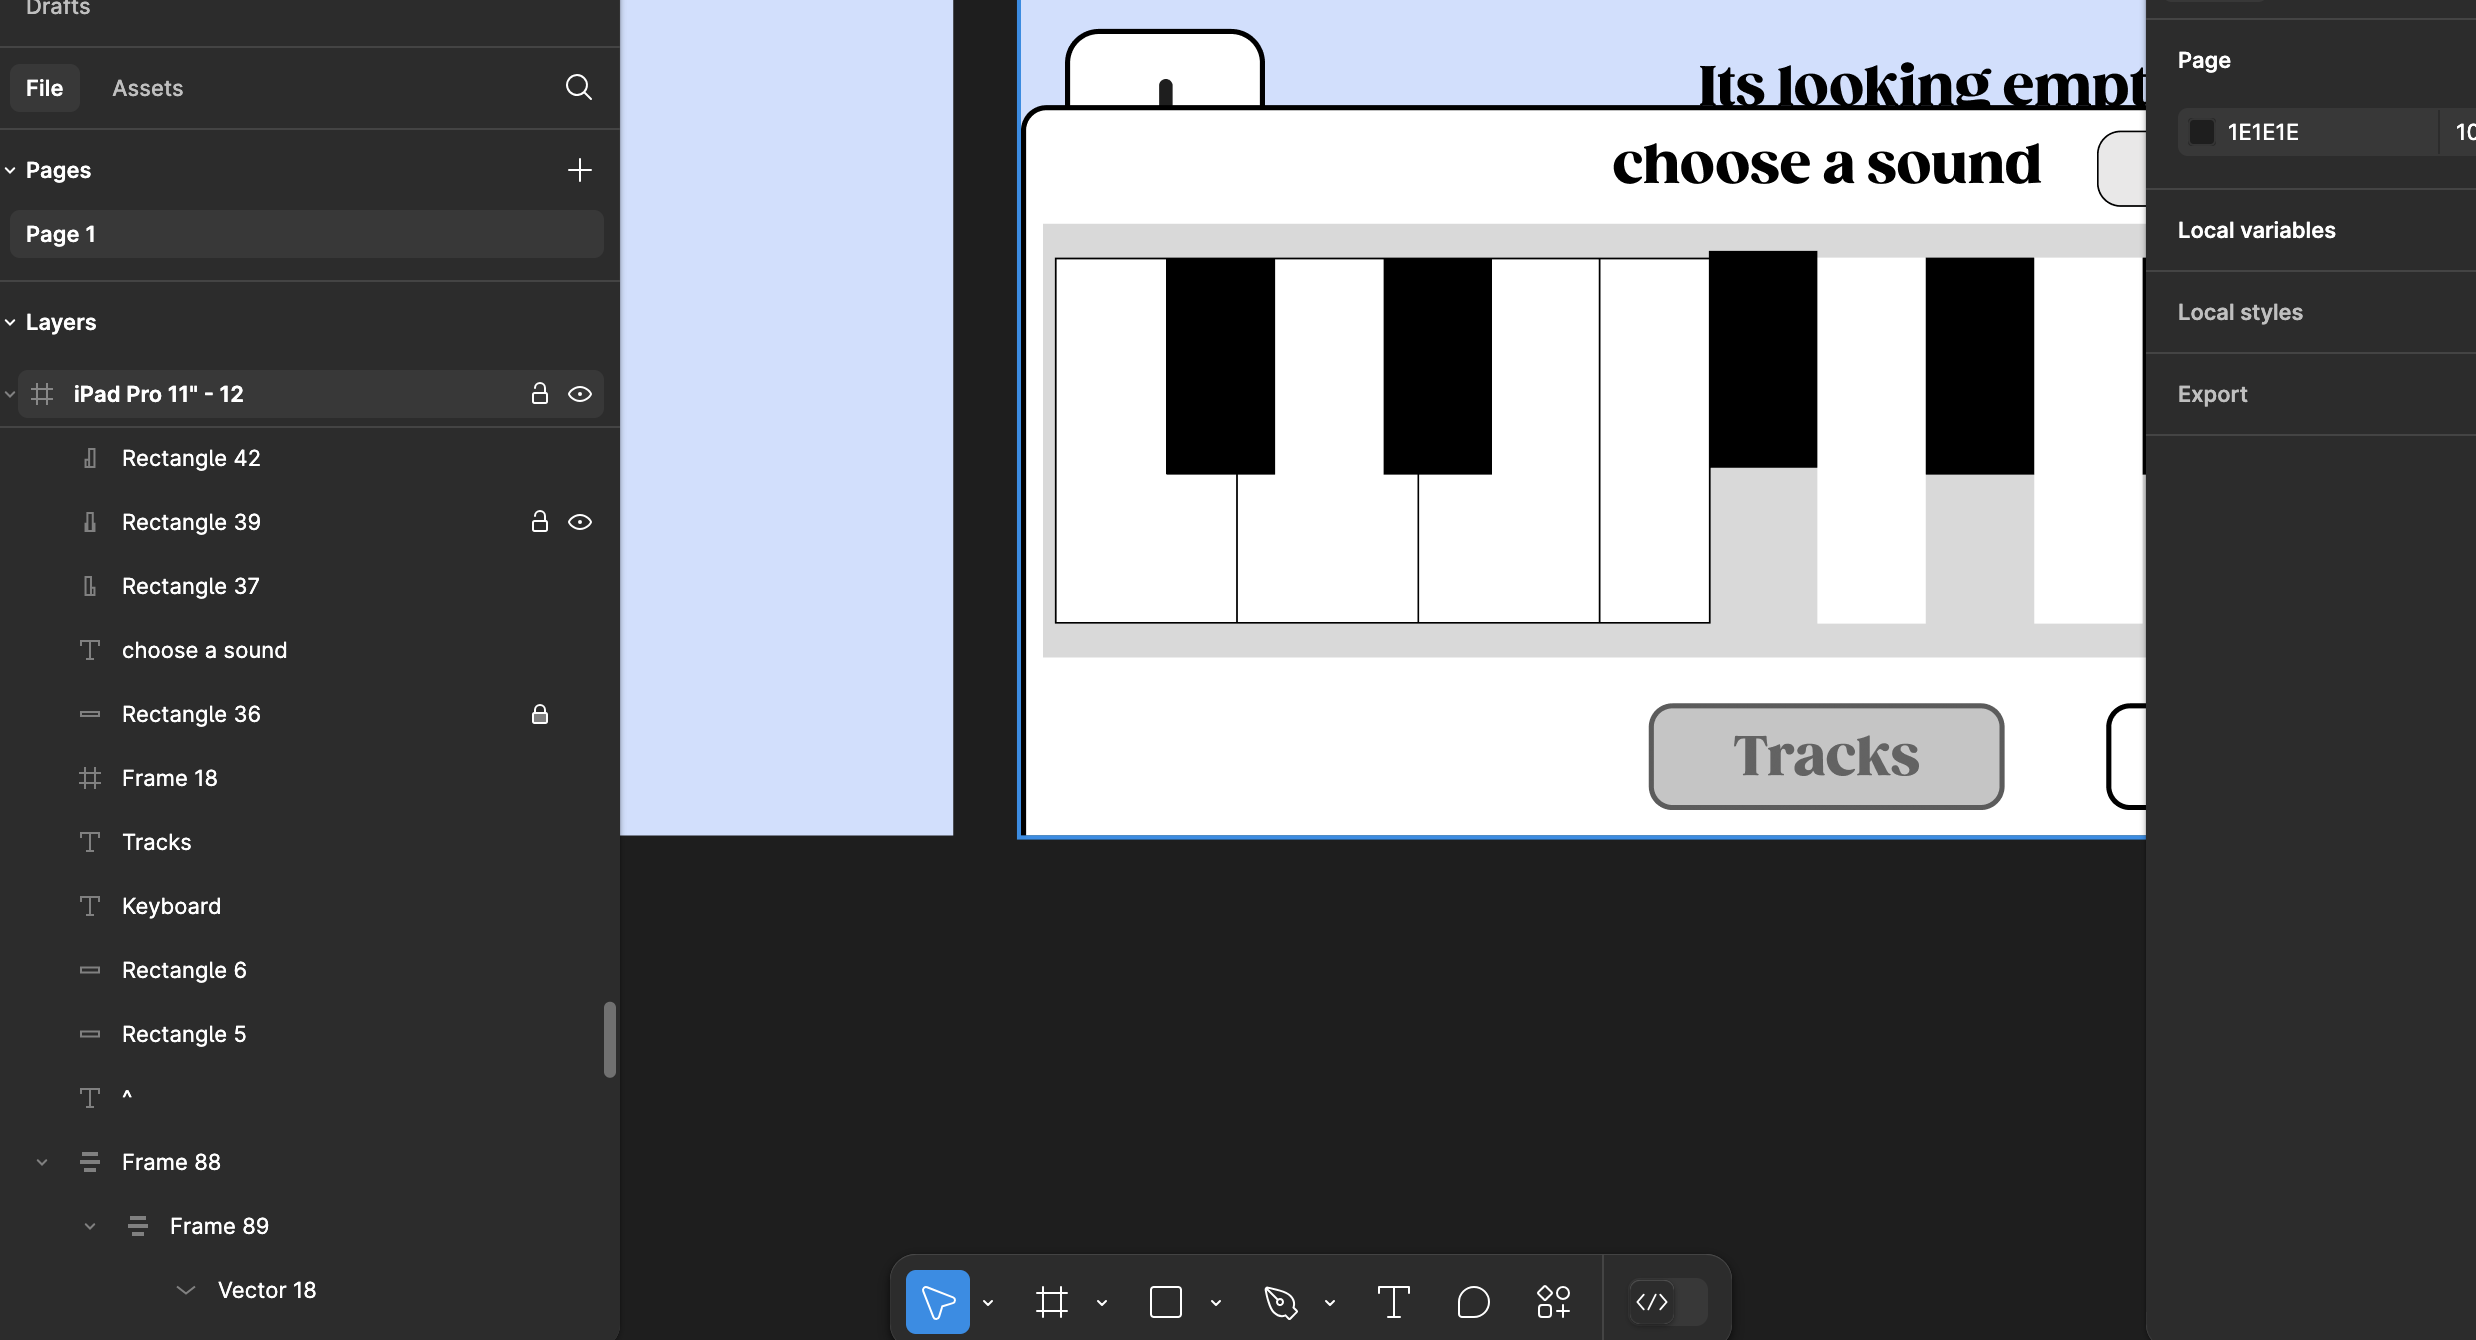 Drafts
File
Assets
Pages
Page 1
Layers
iPad Pro 11" - 12
Rectangle 42
Rectangle 39
Rectangle 37
choose a sound
Rectangle 36
Frame 18
Tracks
Keyboard
Rectangle 6
Rectangle 5
^
Frame 88
Frame 89
Vector 18
Its looking empt
choose a sound
Tracks
Page
1E1E1E
10
Local variables
Local styles
Export